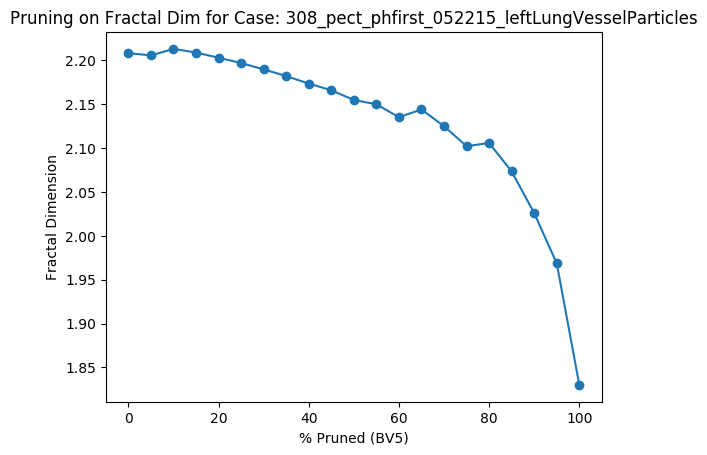 Pruning on Fractal Dim for Case: 308_pect_phfirst_052215_leftLungVesselParticles
2.20
2.15
2.10
2.05
2.00
1.95
1.90
1.85
Fractal Dimension
0 20 40 60 80 100
% Pruned (BV5)